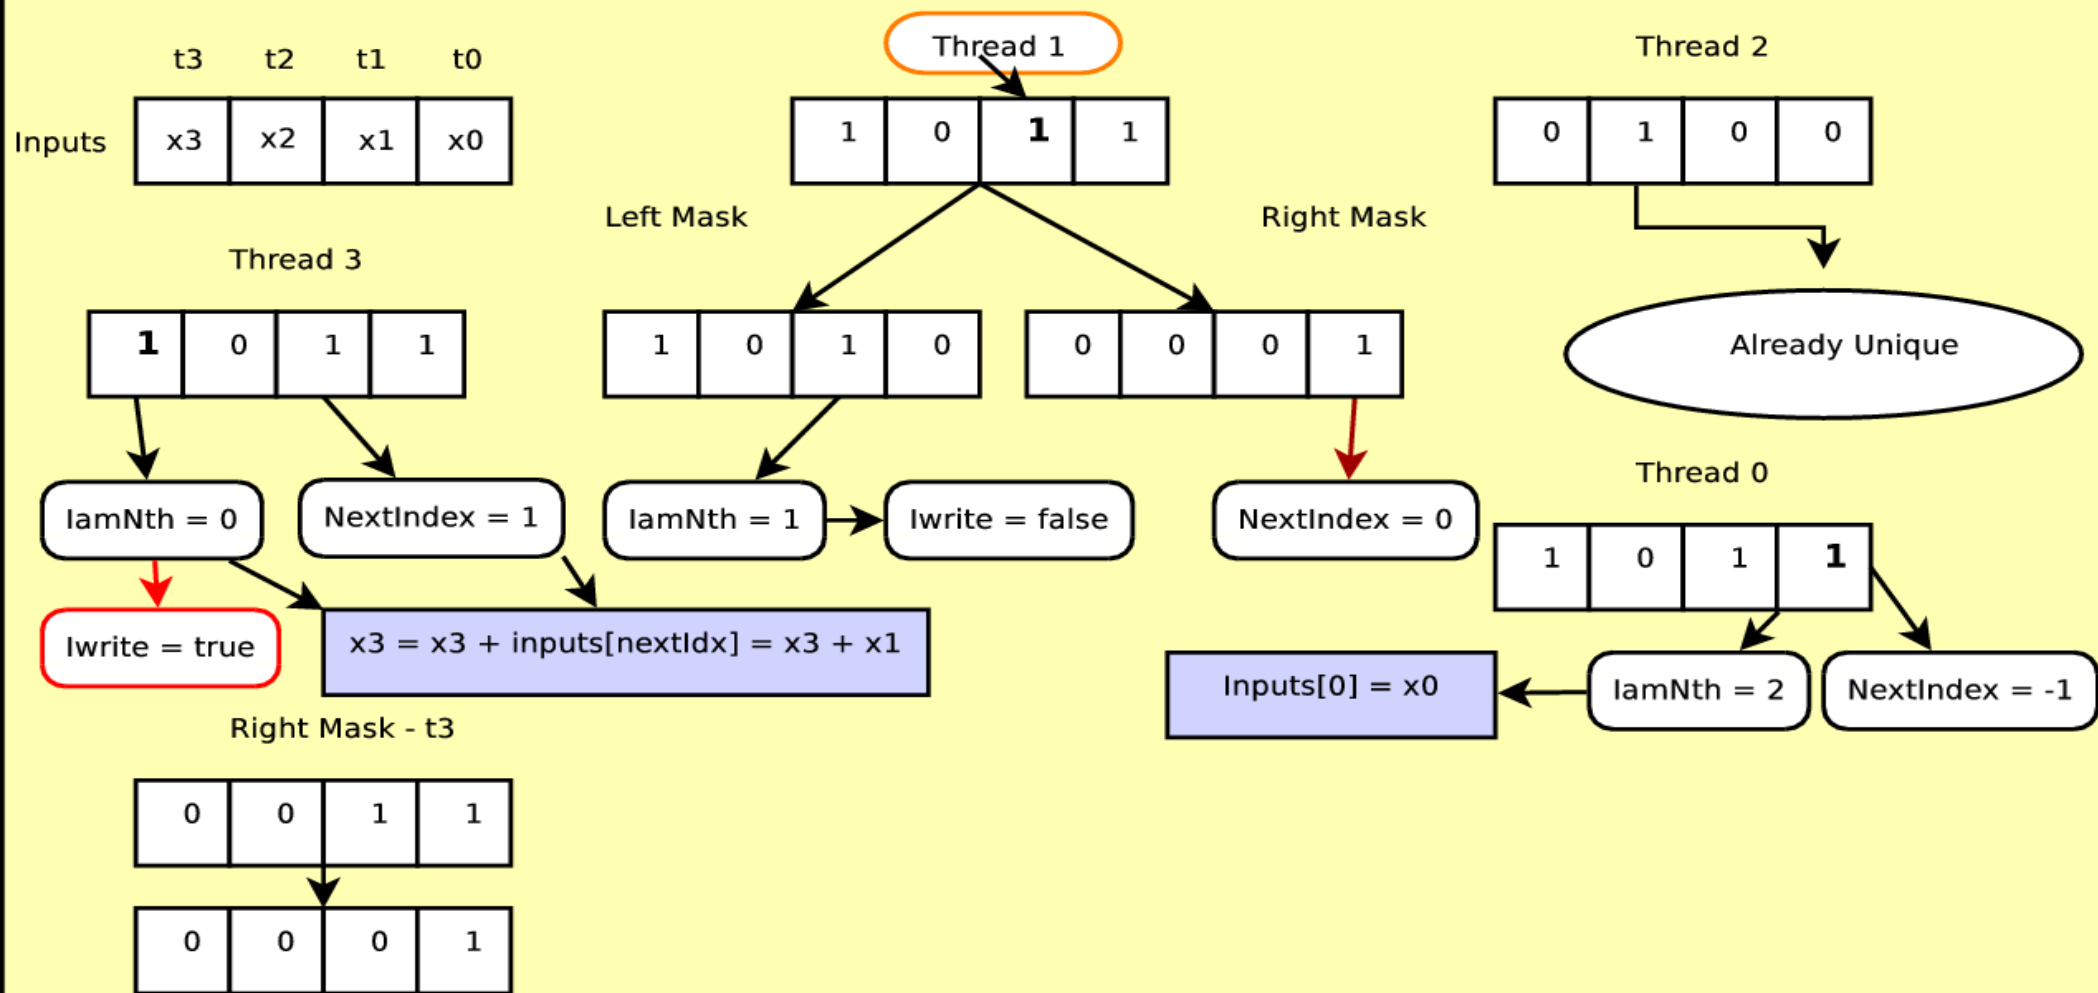 t3 t2 t1 t0
Inputs x3 x2 x1 x0
Thread 1
1 0 1 1
Thread 2
0 1 0 0
Already Unique
Left Mask
Right Mask
1 0 1 0
0 0 0 1
IamNth = 1
Iwrite = false
NextIndex = 0
Thread 3
1 0 1 1
IamNth = 0
NextIndex = 1
Iwrite = true
x3 = x3 + inputs[nextIdx] = x3 + x1
Thread 0
1 0 1 1
IamNth = 2
NextIndex = -1
Inputs[0] = x0
Right Mask - t3
0 0 1 1
0 0 0 1